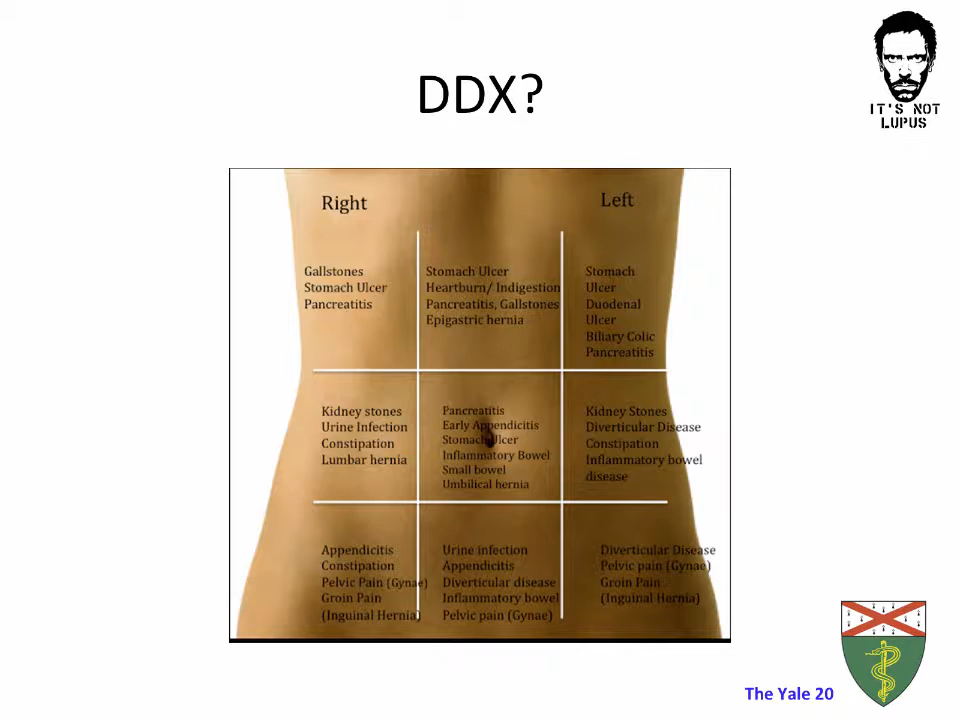 DDX?
IT'S NOT
LUPUS
Right
Left
Gallstones
Stomach Ulcer
Pancreatitis
Stomach Ulcer
Heartburn/ Indigestion
Pancreatitis, Gallstones
Epigastric hernia
Stomach
Ulcer
Duodenal
Ulcer
Biliary Colic
Pancreatitis
Kidney stones
Urine Infection
Constipation
Lumbar hernia
Pancreatitis
Early Appendicitis
Stomach Ulcer
Inflammatory Bowel
Small bowel
Umbilical hernia
Kidney Stones
Diverticular Disease
Constipation
Inflammatory bowel
disease
Appendicitis
Constipation
Pelvic Pain (Gynae)
Groin Pain
(Inguinal Hernia)
Urine infection
Appendicitis
Diverticular disease
Inflammatory bowel
Pelvic pain (Gynae)
Diverticular Disease
Pelvic pain (Gynae)
Groin Pain
(Inguinal Hernia)
The Yale 20